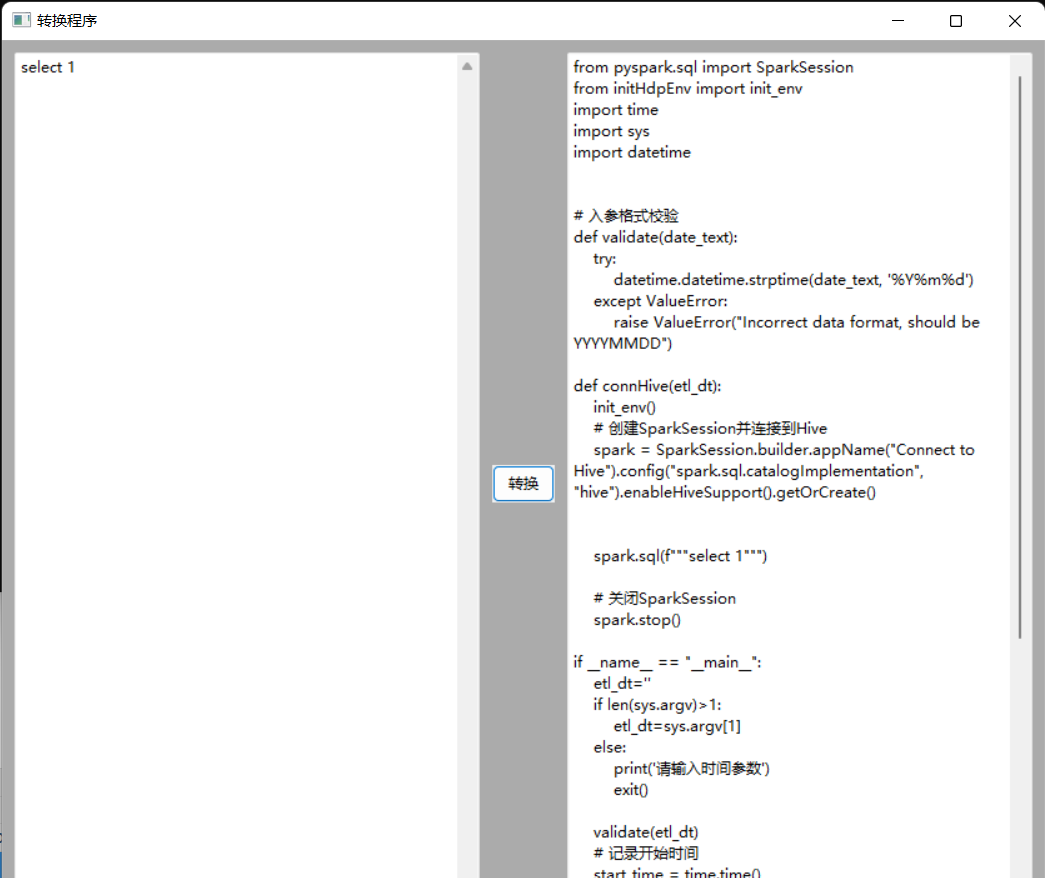 转换程序
select 1
转换
from pyspark.sql import SparkSession
from initHdpEnv import init_env
import time
import sys
import datetime
# 入参格式校验
def validate(date_text):
try:
datetime.datetime.strptime(date_text, '%Y%m%d')
except ValueError:
raise ValueError("Incorrect data format, should be
YYYYMMDD")
def connHive(etl_dt):
init_env()
# 创建SparkSession并连接到Hive
spark = SparkSession.builder.appName("Connect to
Hive").config("spark.sql.catalogImplementation",
"hive").enableHiveSupport().getOrCreate()
spark.sql(f"""select 1""")
# 关闭SparkSession
spark.stop()
if __name__ == "__main__":
etl_dt=''
if len(sys.argv)>1:
etl_dt=sys.argv[1]
else:
print('请输入时间参数')
exit()
validate(etl_dt)
# 记录开始时间
start_time = time.time()